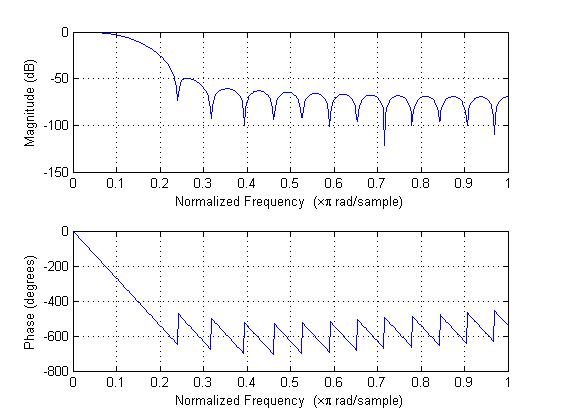 0
-50
-100
-150
Magnitude (dB)
0 0.1 0.2 0.3 0.4 0.5 0.6 0.7 0.8 0.9 1
Normalized Frequency (×π rad/sample)
0
-200
-400
-600
-800
Phase (degrees)
0 0.1 0.2 0.3 0.4 0.5 0.6 0.7 0.8 0.9 1
Normalized Frequency (×π rad/sample)